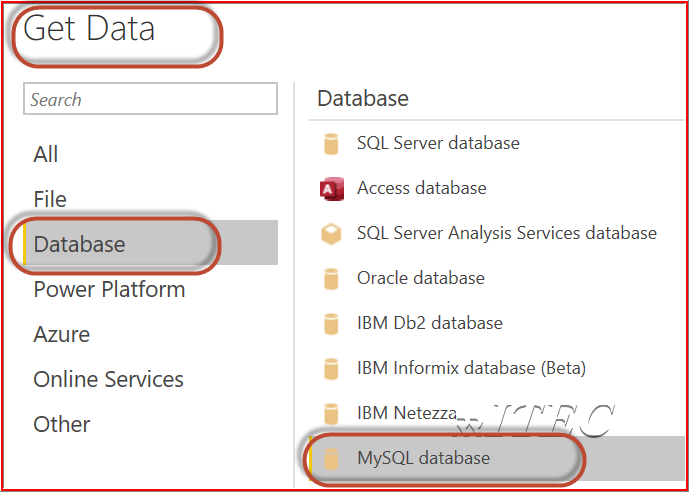 Get Data
Search
All
File
Database
Power Platform
Azure
Online Services
Other
Database
SQL Server database
A
Access database
SQL Server Analysis Services database
Oracle database
IBM Db2 database
IBM Informix database (Beta)
IBM Netezza
MySQL database